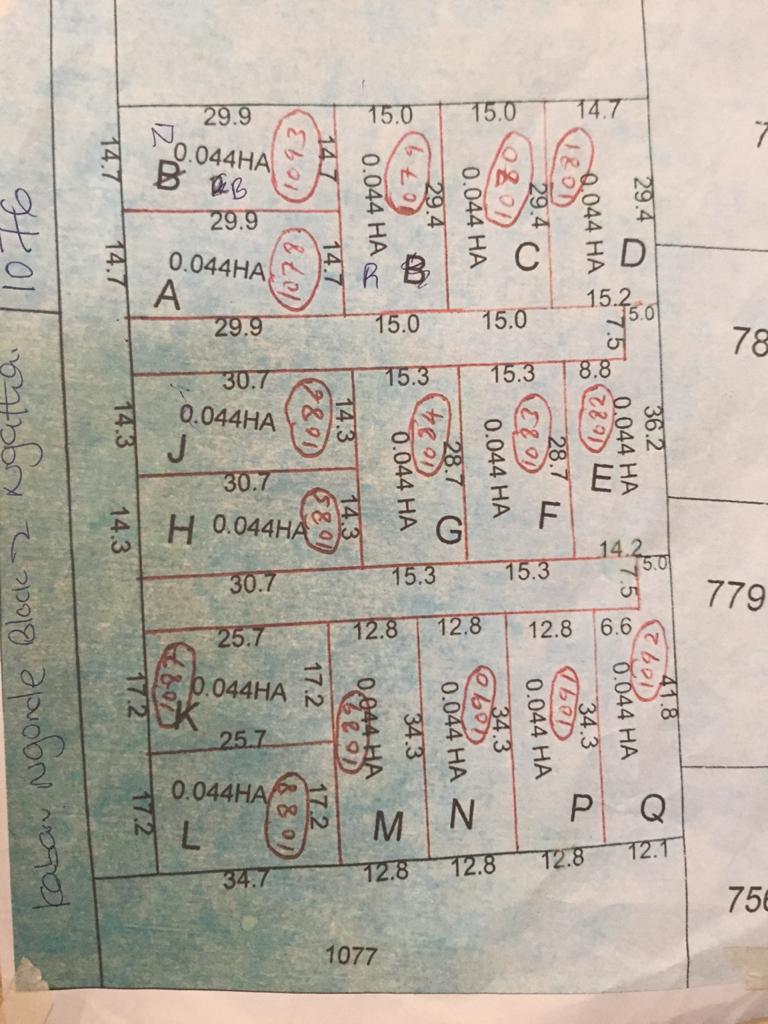 29.9 15.0 15.0 14.7
14.7 0.044HA 1093 14.7
B
B
0.044 HA 1079 29.4
B
0.044 HA 1080 29.4
C
1081 0.044 HA 29.4
D
29.9
14.7 0.044HA 1078 14.7
A
29.9 15.0 15.0 15.2 5.0
7.5
30.7 15.3 15.3 8.8
14.3 0.044HA 1086 14.3
J
0.044 HA 1084 28.7
G
0.044 HA 1083 28.7
F
1082 0.044 HA 36.2
E
30.7
14.3 H 0.044HA 1085 14.3
30.7 15.3 15.3 14.2 5.0
7.5
25.7 12.8 12.8 12.8 6.6
17.2 1087 0.044HA 17.2
K
0.044 HA 1089 34.3
M
0.044 HA 1090 34.3
N
0.044 HA 1091 34.3
P
0.044 HA 1092 41.8
Q
25.7
17.2 0.044HA 1088 17.2
L
34.7 12.8 12.8 12.8 12.1
1077
78
779
756
Ngonde Block 2 1076